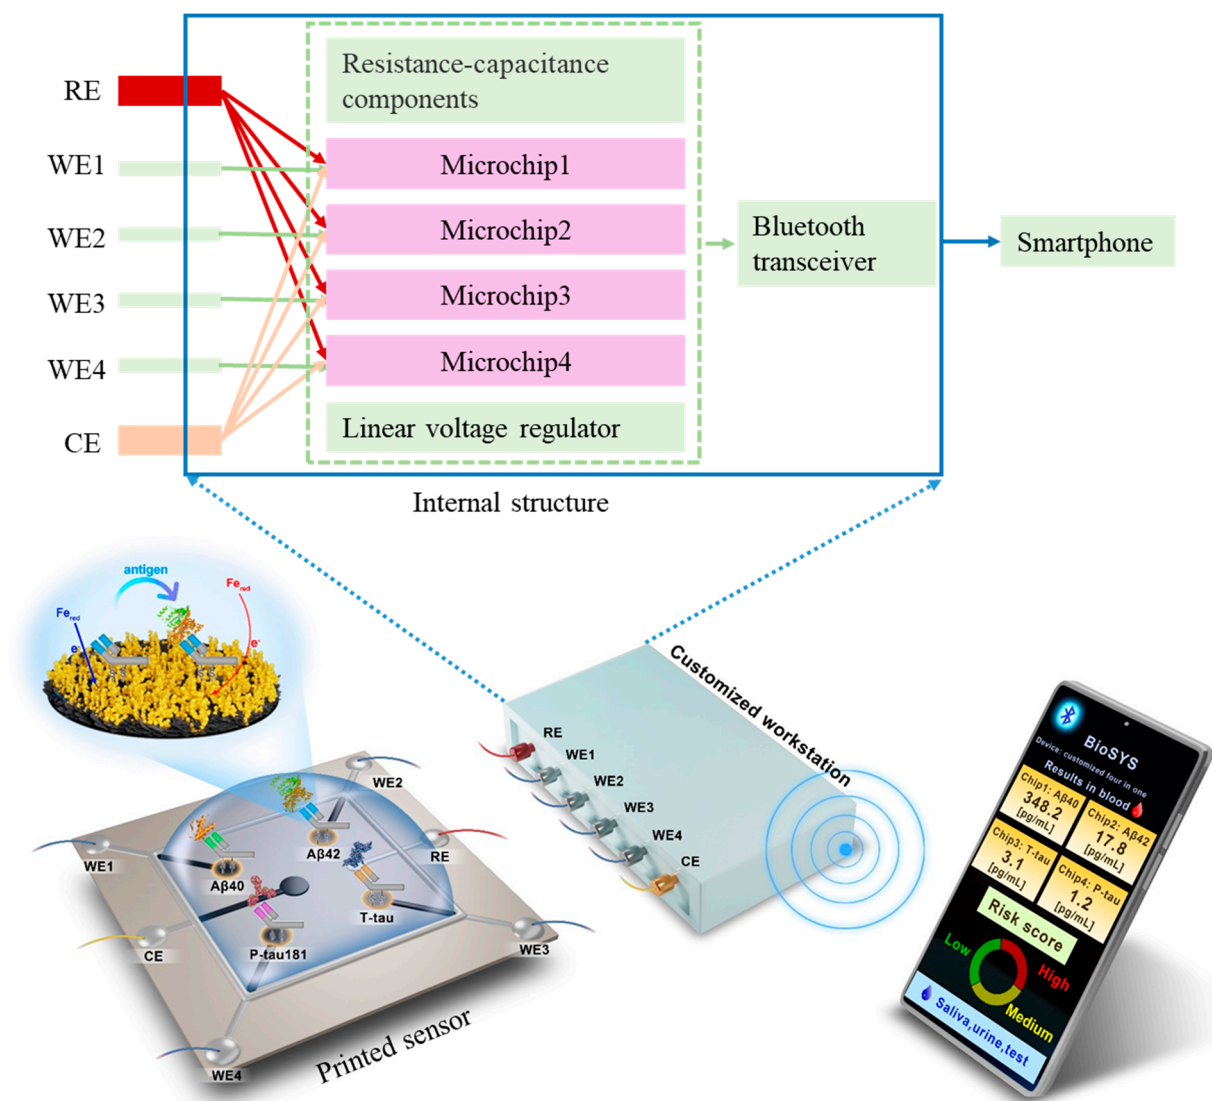 RE
WE1
WE2
WE3
WE4
CE
Resistance-capacitance
components
Microchip1
Microchip2
Microchip3
Microchip4
Linear voltage regulator
Bluetooth
transceiver
Smartphone
Internal structure
antigen
Fe_red
Fe_red
e-
e-
WE2
WE1
RE
Aβ42
Aβ40
T-tau
P-tau181
CE
WE3
WE4
Printed sensor
Customized workstation
RE
WE1
WE2
WE3
WE4
CE
BioSYS
Device: customized four in one
Results in blood
Chip1: Aβ40
348.2
[pg/mL]
Chip2: Aβ42
17.8
[pg/mL]
Chip3: T-tau
3.1
[pg/mL]
Chip4: P-tau
1.2
[pg/mL]
Risk score
Low
High
Medium
Saliva,urine,test